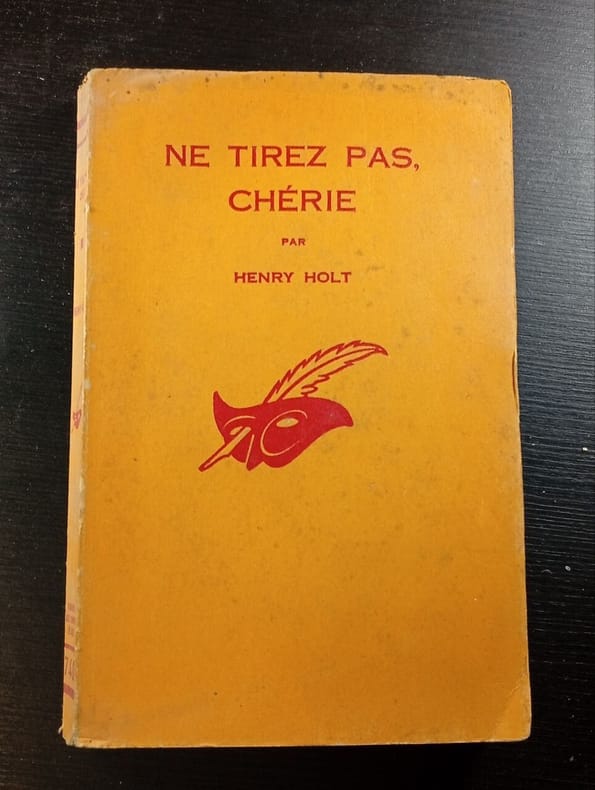 NE TIREZ PAS,
CHÉRIE
PAR
HENRY HOLT